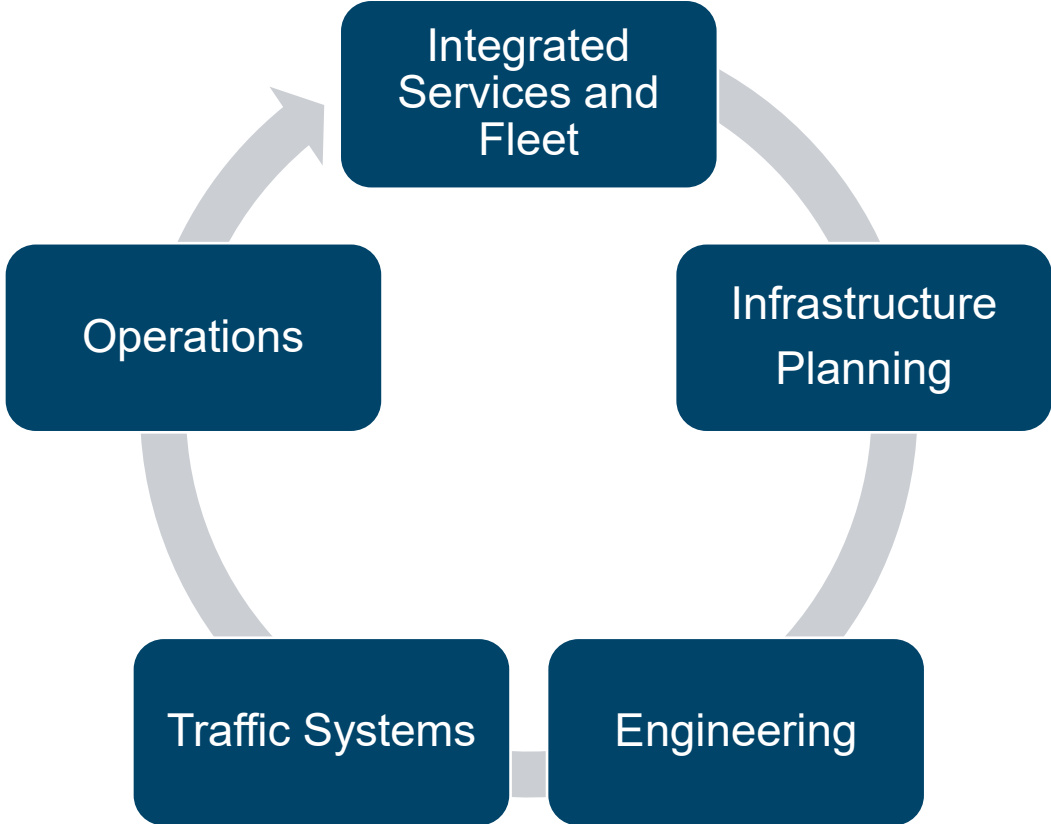 Integrated
Services and
Fleet
Infrastructure
Planning
Engineering
Traffic Systems
Operations